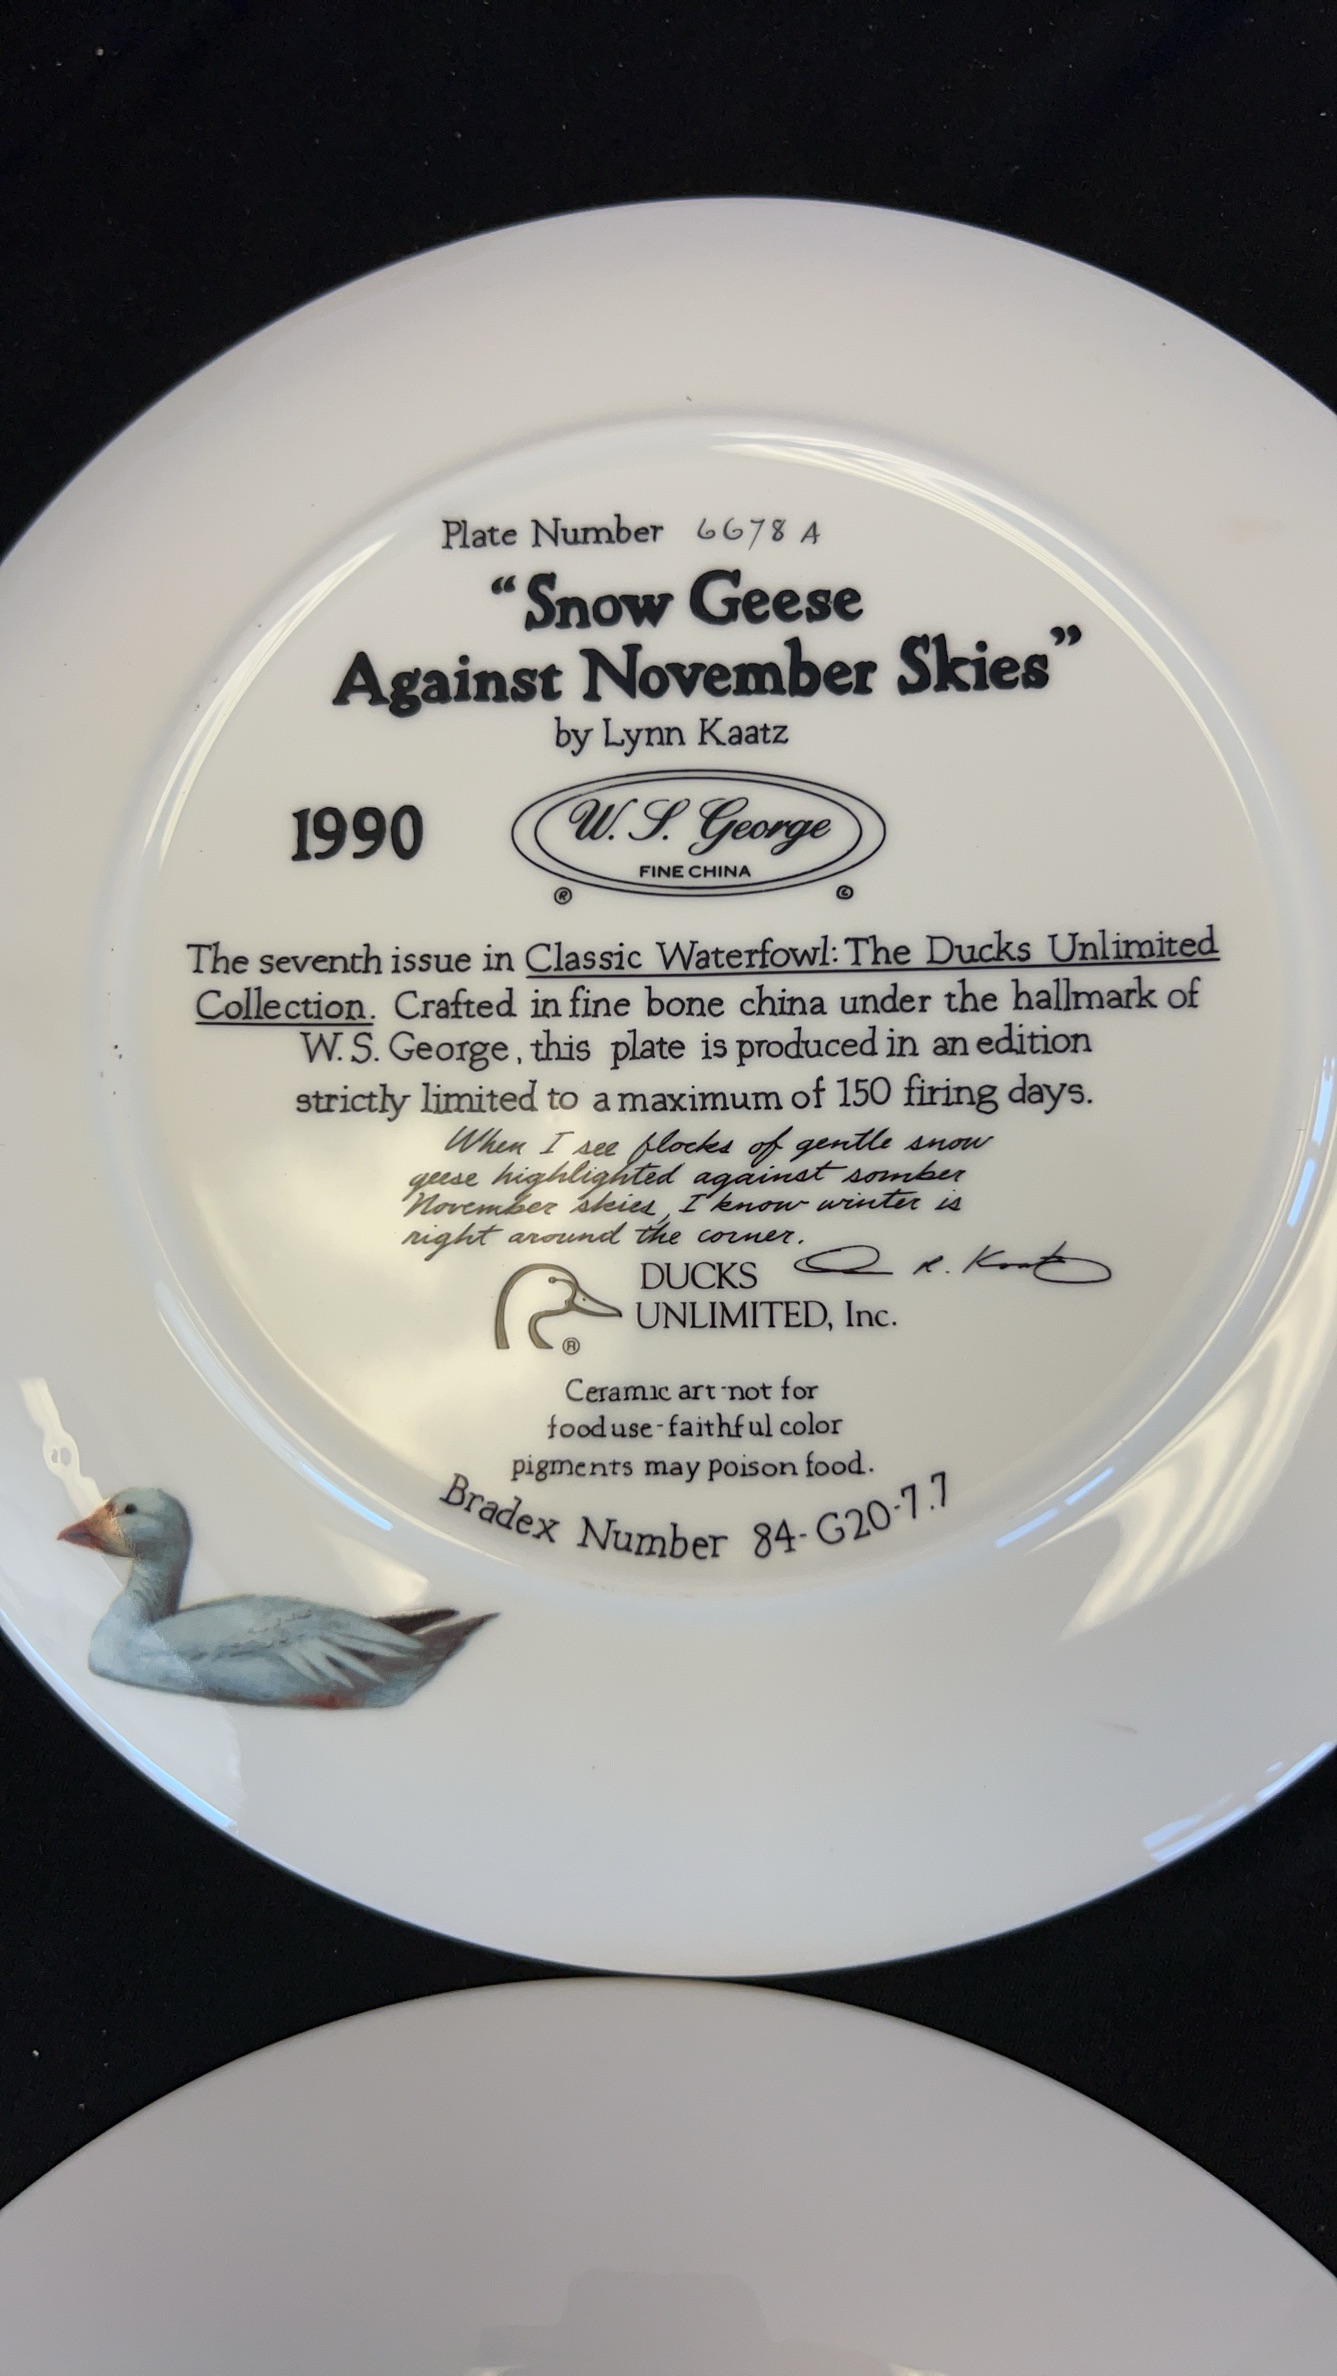 Plate Number 6678 A
“Snow Geese
Against November Skies”
by Lynn Kaatz
1990
W. S. George
FINE CHINA
® ©
The seventh issue in Classic Waterfowl: The Ducks Unlimited
Collection. Crafted in fine bone china under the hallmark of
W. S. George, this plate is produced in an edition
strictly limited to a maximum of 150 firing days.
When I see flocks of gentle snow
geese highlighted against somber
November skies, I know winter is
right around the corner.
R. Kaatz
DUCKS
UNLIMITED, Inc.
®
Ceramic art-not for
food use-faithful color
pigments may poison food.
Bradex Number 84-G20-7.7